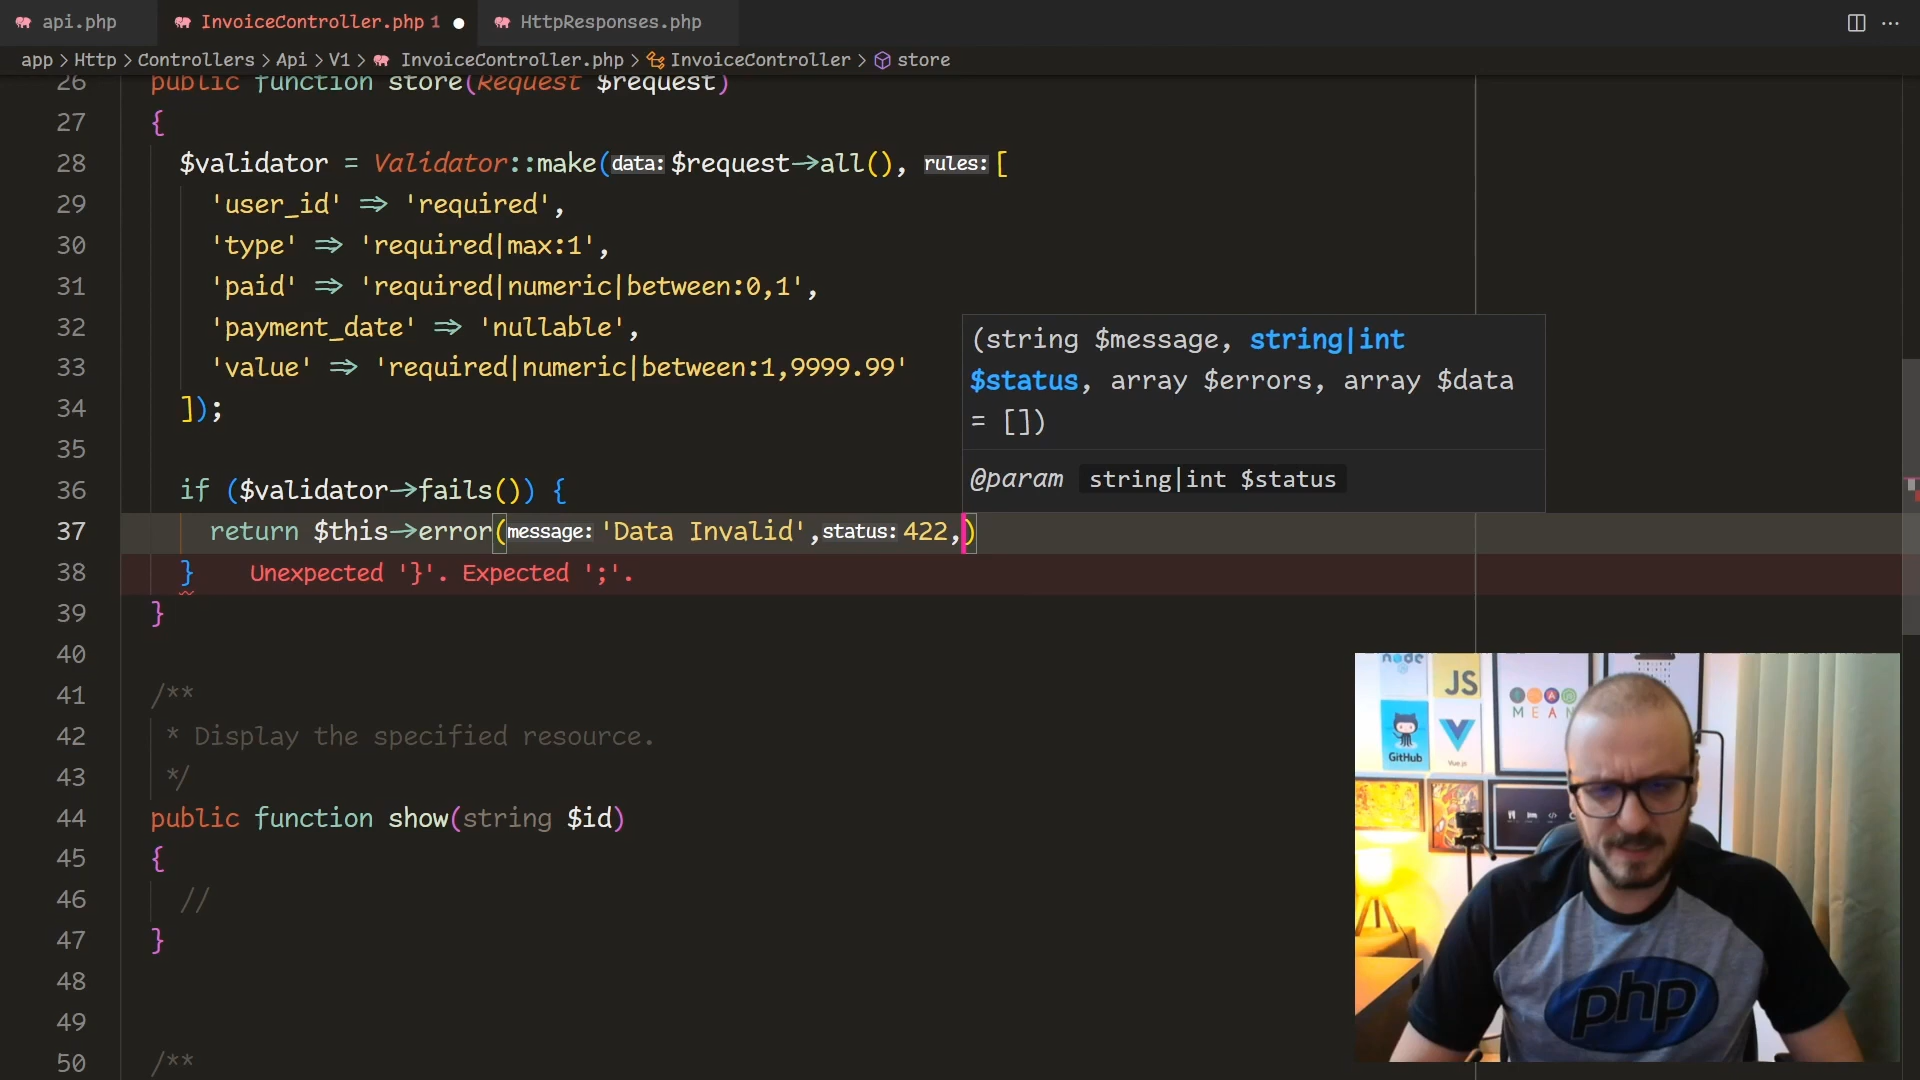 api.php InvoiceController.php 1 HttpResponses.php
app > Http > Controllers > Api > V1 > InvoiceController.php > InvoiceController > store
26 public function store(Request $request)
27 {
28 $validator = Validator::make(data: $request->all(), rules: [
29 'user_id' => 'required',
30 'type' => 'required|max:1',
31 'paid' => 'required|numeric|between:0,1',
32 'payment_date' => 'nullable',
33 'value' => 'required|numeric|between:1,9999.99'
34 ]);
35
36 if ($validator->fails()) {
37 return $this->error(message: 'Data Invalid',status: 422,)
38 } Unexpected '}'. Expected ';'.
39 }
40
41 /**
42 * Display the specified resource.
43 */
44 public function show(string $id)
45 {
46 //
47 }
48
49
50 /**
(string $message, string|int
$status, array $errors, array $data
= [])
@param string|int $status
node
JS
GitHub
Vue.js
MEAN
php